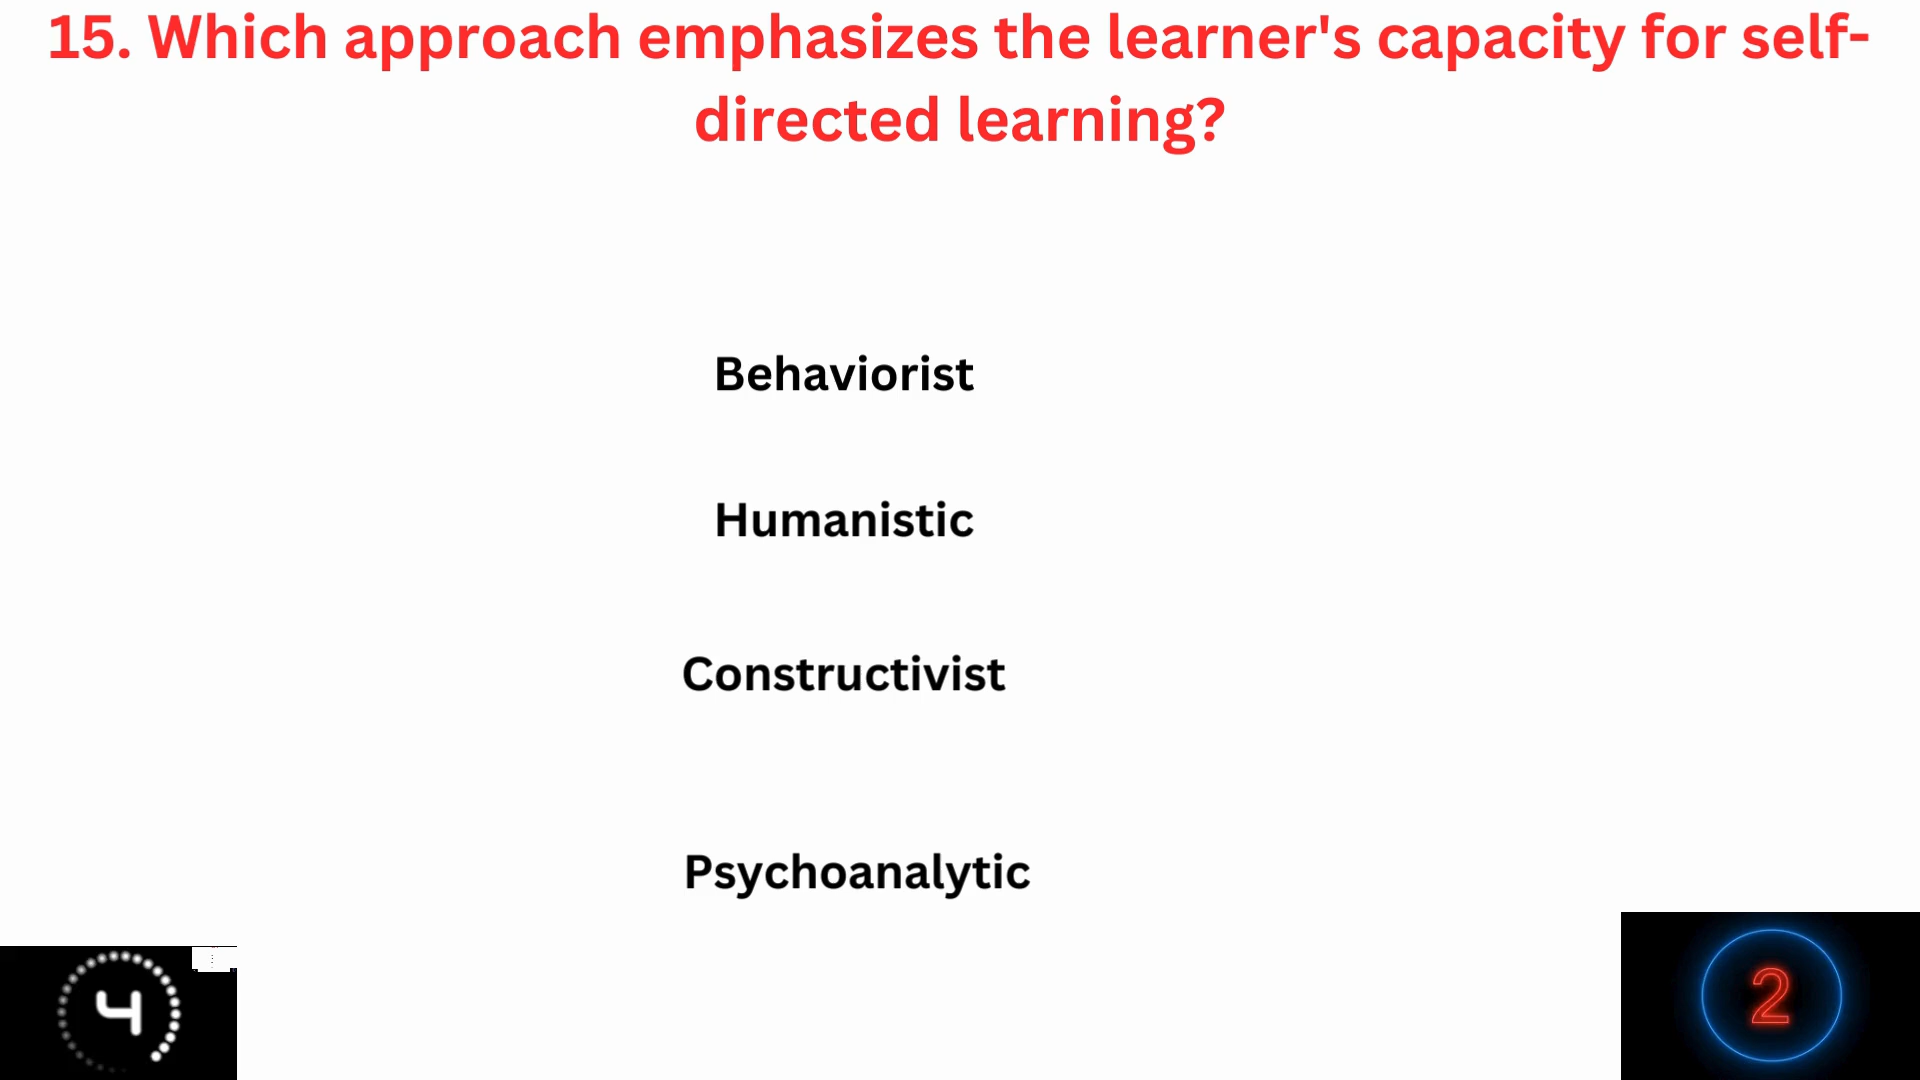 15. Which approach emphasizes the learner's capacity for self-
directed learning?
Behaviorist
Humanistic
Constructivist
Psychoanalytic
4
2